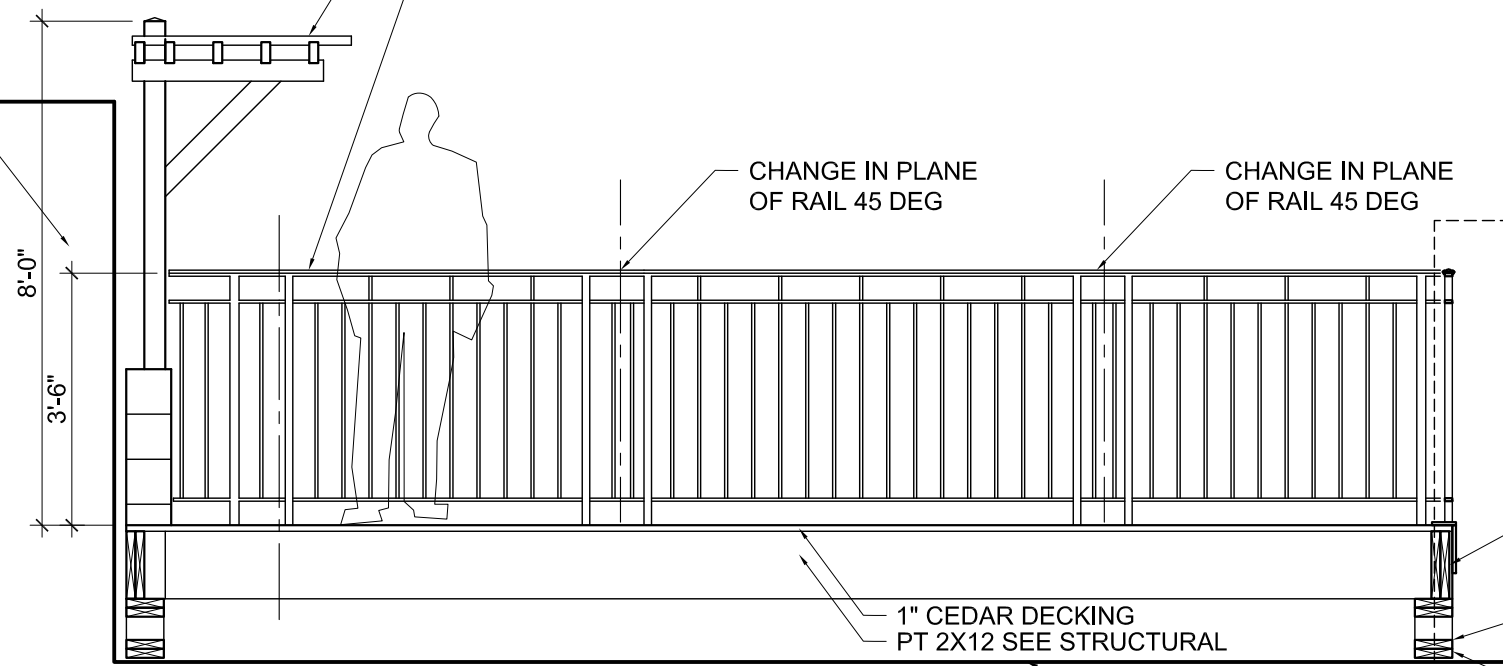 8'-0"
3'-6"
CHANGE IN PLANE
OF RAIL 45 DEG
CHANGE IN PLANE
OF RAIL 45 DEG
1" CEDAR DECKING
PT 2X12 SEE STRUCTURAL